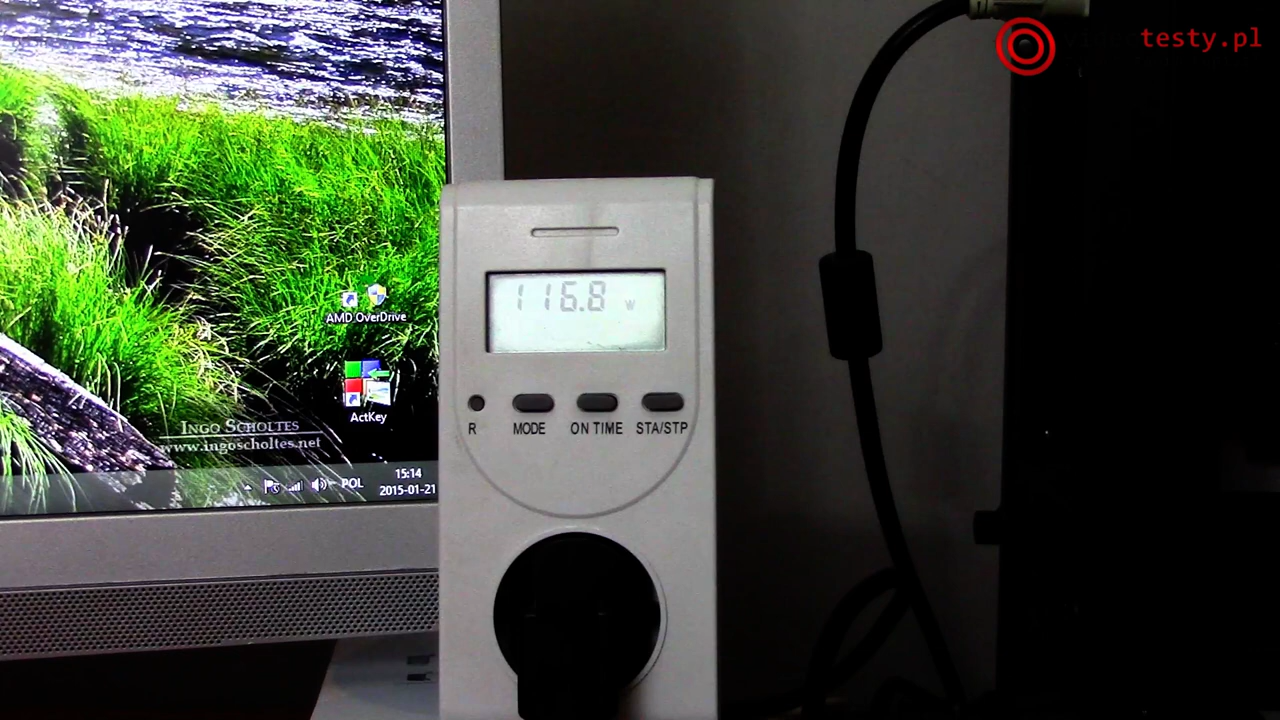 testy.pl
116.8 W
R MODE ON TIME STA/STP
AMD OverDrive
ActKey
INGO SCHOLTES
www.ingoscholtes.net
POL
15:14
2015-01-21